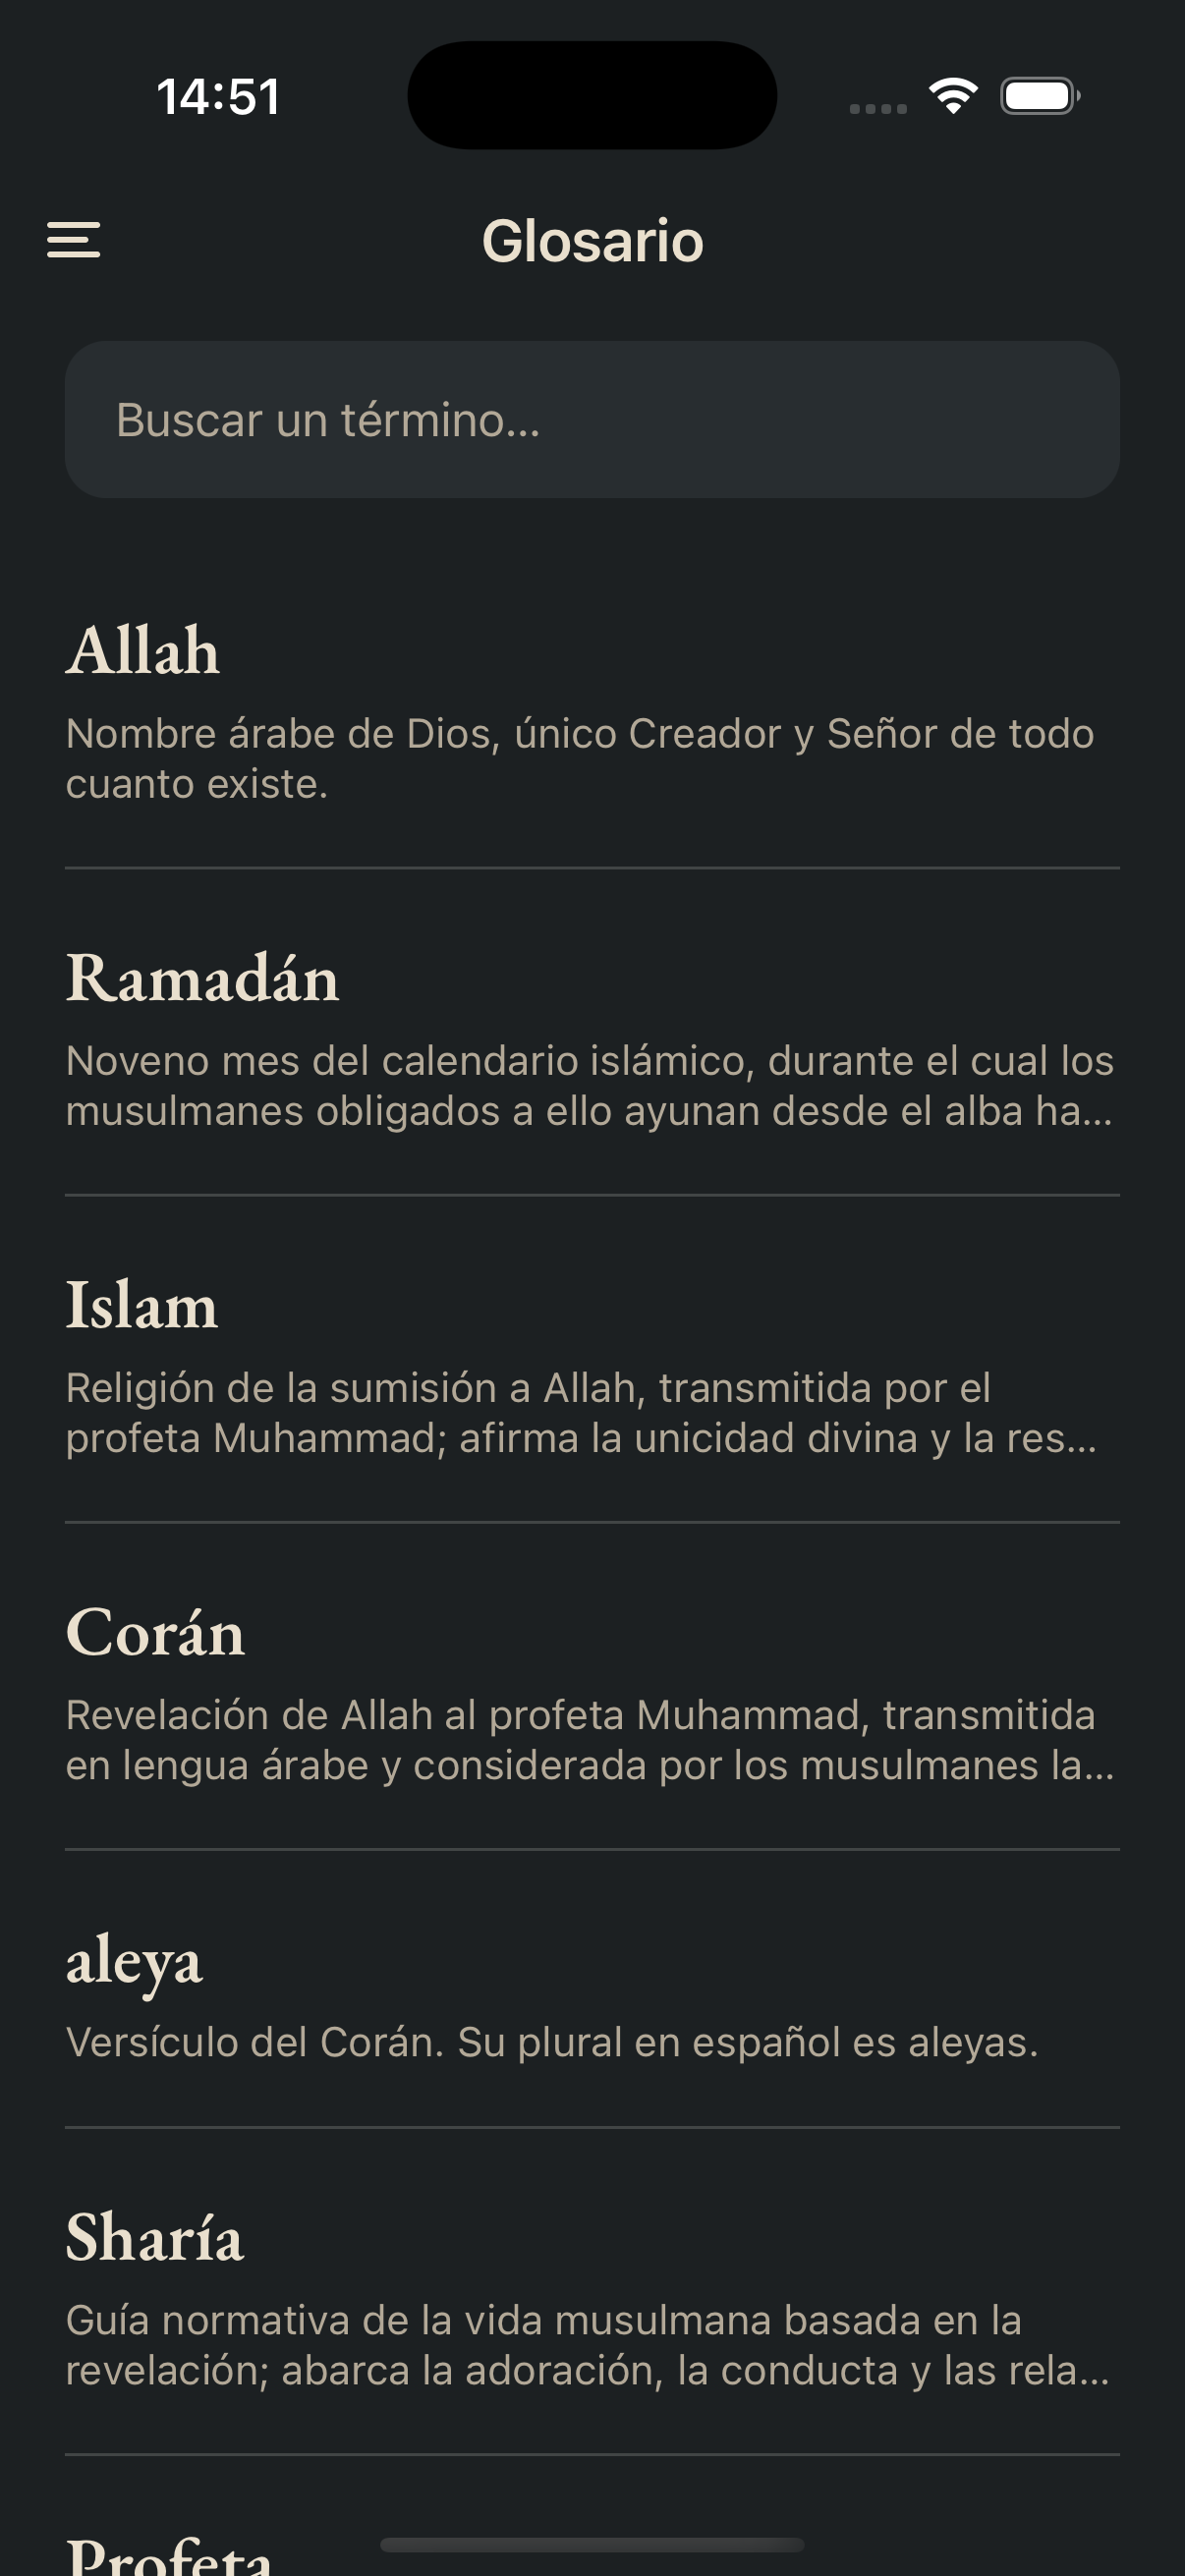 14:51
Glosario
Buscar un término...
Allah
Nombre árabe de Dios, único Creador y Señor de todo
cuanto existe.
Ramadán
Noveno mes del calendario islámico, durante el cual los
musulmanes obligados a ello ayunan desde el alba ha...
Islam
Religión de la sumisión a Allah, transmitida por el
profeta Muhammad; afirma la unicidad divina y la res...
Corán
Revelación de Allah al profeta Muhammad, transmitida
en lengua árabe y considerada por los musulmanes la...
aleya
Versículo del Corán. Su plural en español es aleyas.
Sharía
Guía normativa de la vida musulmana basada en la
revelación; abarca la adoración, la conducta y las rela...
Profeta